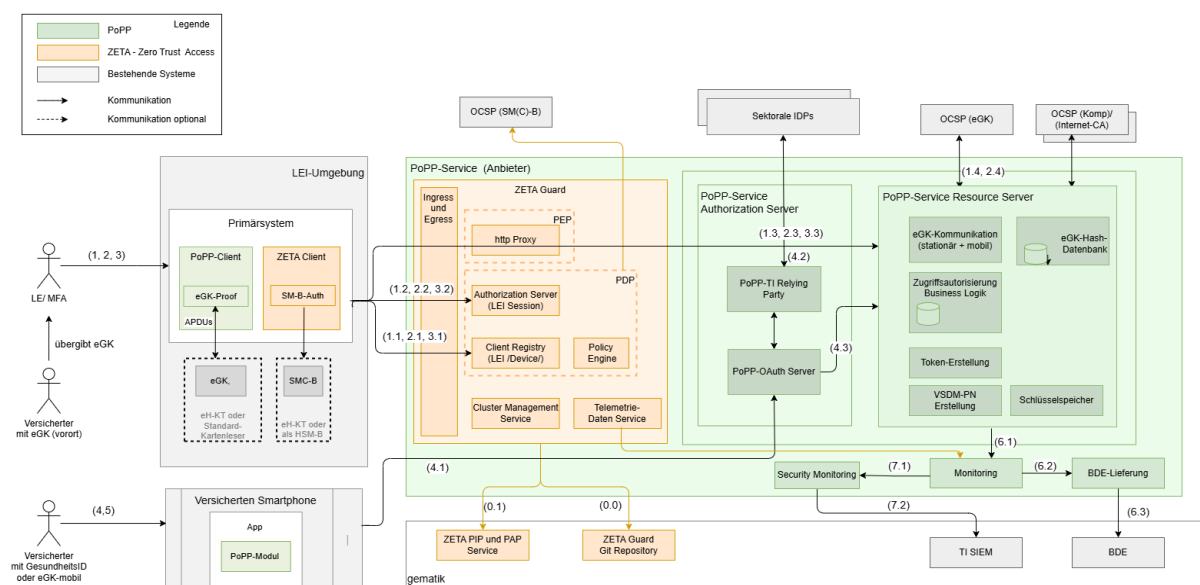 Legende
PoPP
ZETA - Zero Trust Access
Bestehende Systeme
Kommunikation
Kommunikation optional
OCSP (SM(C)-B)
Sektorale IDPs
OCSP (eGK)
OCSP (Komp)/
(Internet-CA)
LEI-Umgebung
Primärsystem
PoPP-Client
eGK-Proof
APDUs
ZETA Client
SM-B-Auth
eGK,
eH-KT oder
Standard-
Kartenleser
SMC-B
eH-KT oder
als HSM-B
LE/ MFA
(1, 2, 3)
übergibt eGK
Versicherter
mit eGK (vorort)
PoPP-Service (Anbieter)
ZETA Guard
Ingress
und
Egress
PEP
http Proxy
PDP
Authorization Server
(LEI Session)
Client Registry
(LEI /Device/)
Policy
Engine
Cluster Management
Service
Telemetrie-
Daten Service
(1.2, 2.2, 3.2)
(1.1, 2.1, 3.1)
PoPP-Service
Authorization Server
(1.3, 2.3, 3.3)
(4.2)
PoPP-TI Relying
Party
PoPP-OAuth Server
(4.3)
(1.4, 2.4)
PoPP-Service Resource Server
eGK-Kommunikation
(stationär + mobil)
eGK-Hash-
Datenbank
Zugriffsautorisierung
Business Logik
Token-Erstellung
VSDM-PN
Erstellung
Schlüsselspeicher
(6.1)
(4.1)
Security Monitoring
(7.1)
Monitoring
(6.2)
BDE-Lieferung
(4,5)
Versicherter
mit GesundheitsID
oder eGK-mobil
Versicherten Smartphone
App
PoPP-Modul
(0.1)
(0.0)
(7.2)
(6.3)
ZETA PIP und PAP
Service
ZETA Guard
Git Repository
TI SIEM
BDE
gematik